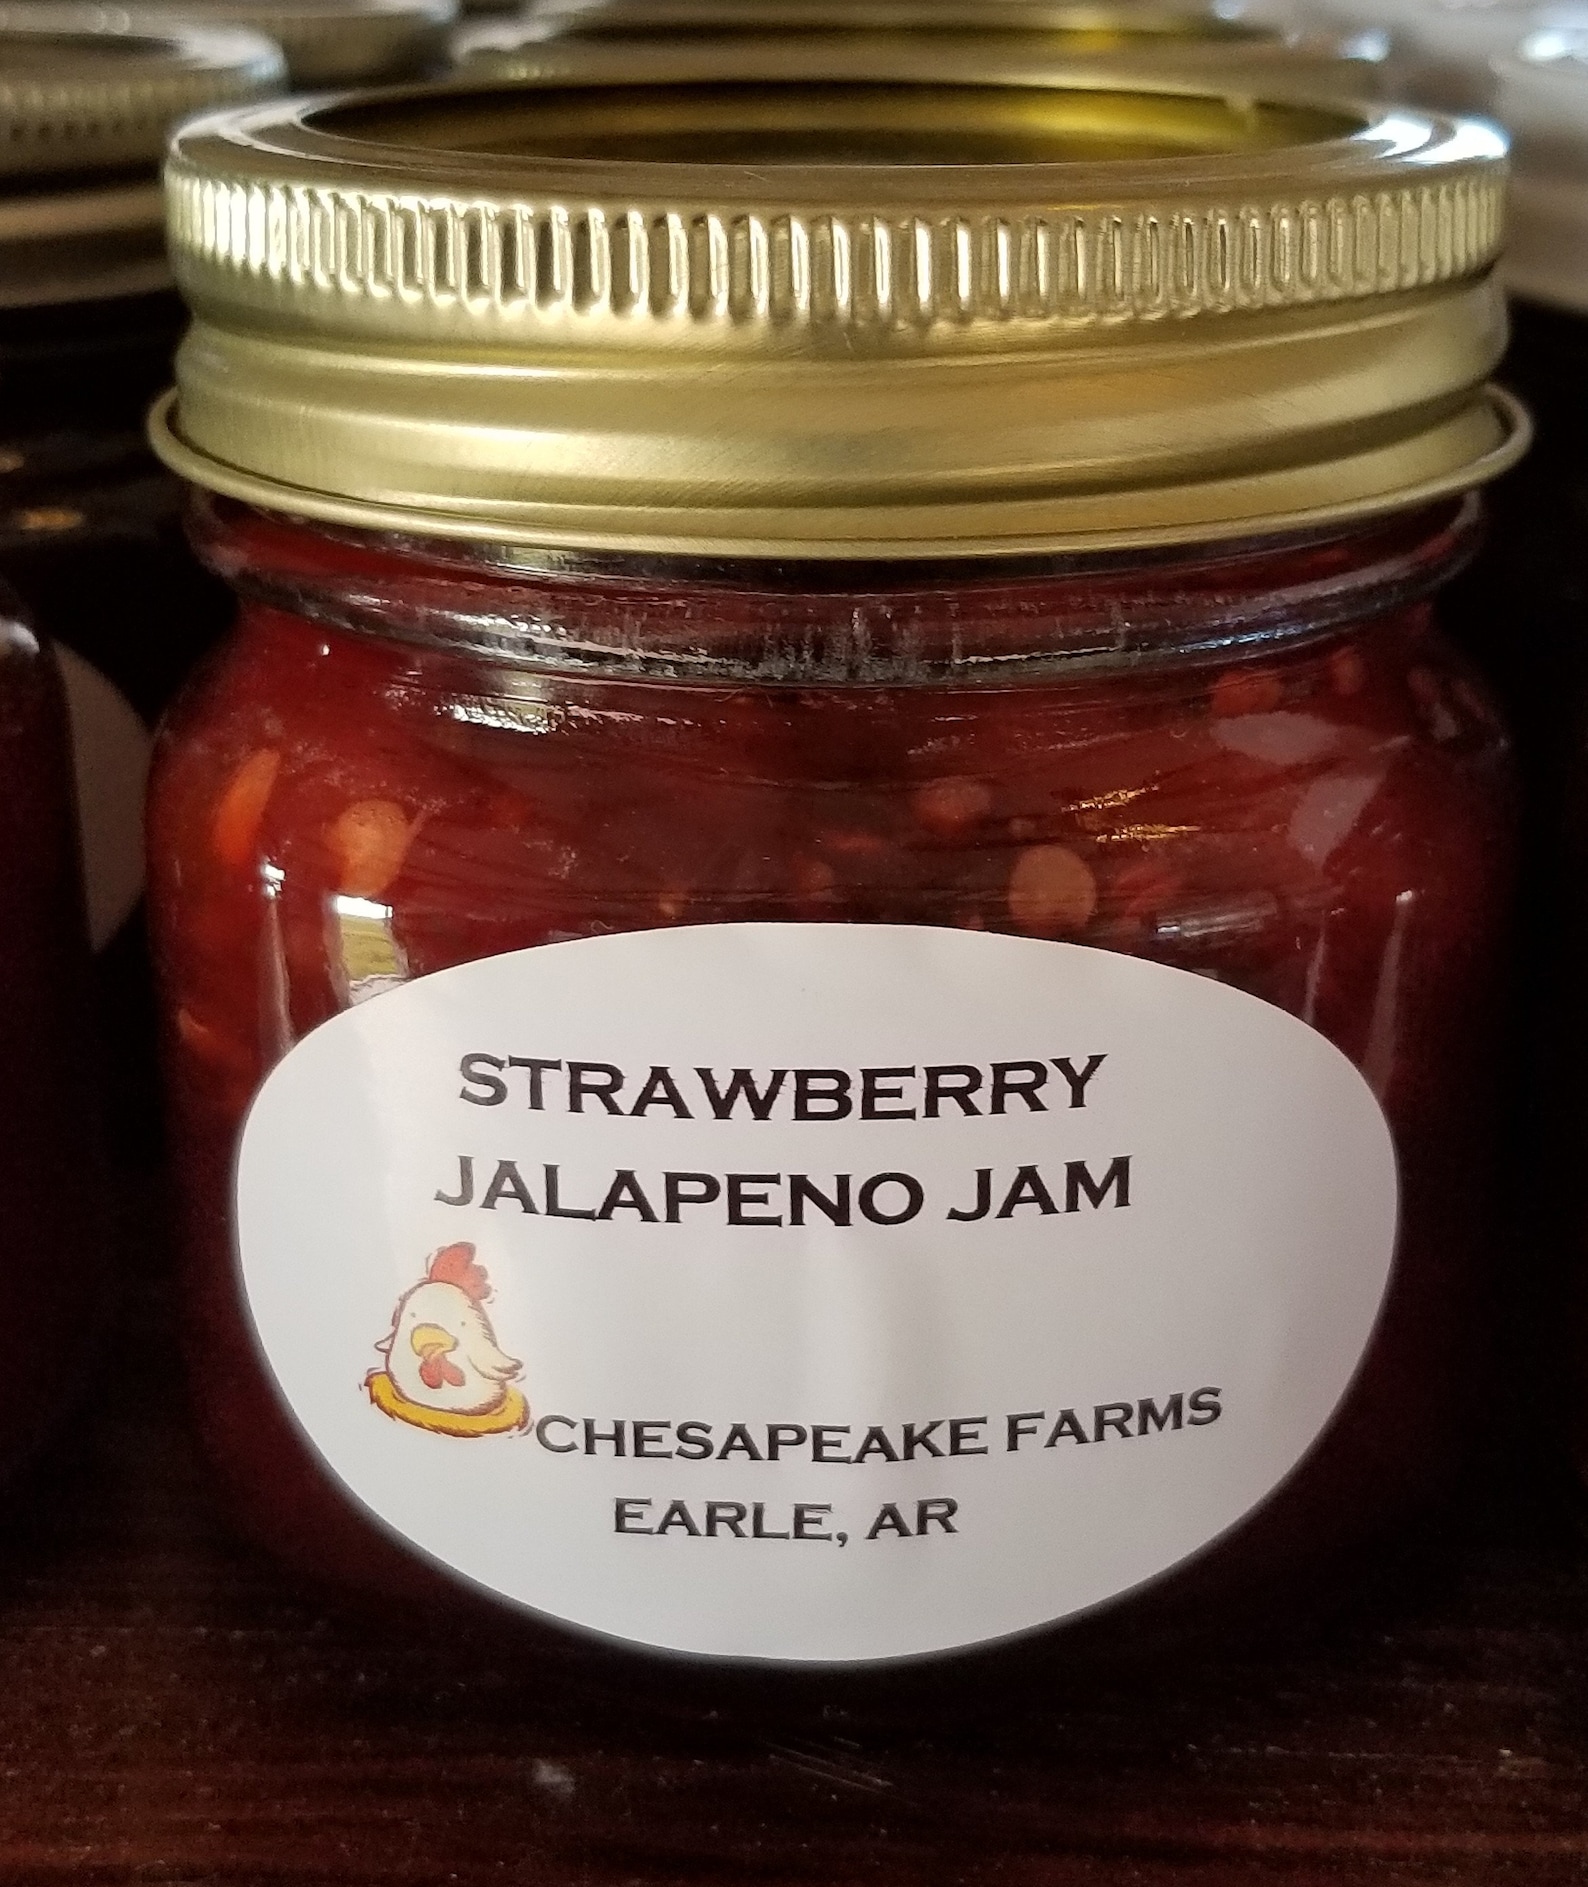 STRAWBERRY
JALAPENO JAM
CHESAPEAKE FARMS
EARLE, AR